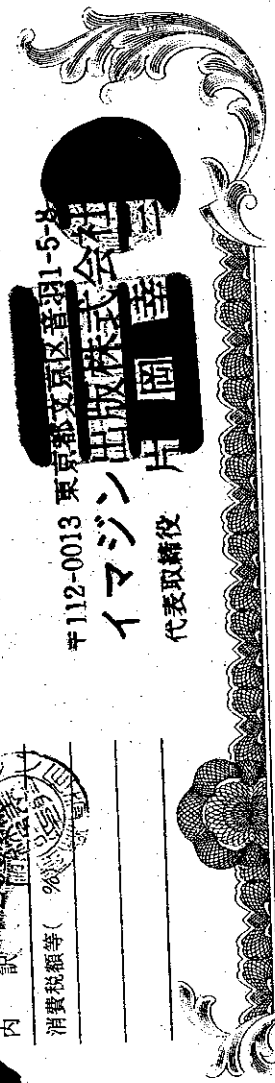 内訳
消費税額等( %)
〒112-0013 東京都文京区音羽1-5-8
イマジン出版株式会社
代表取締役 片岡幸三